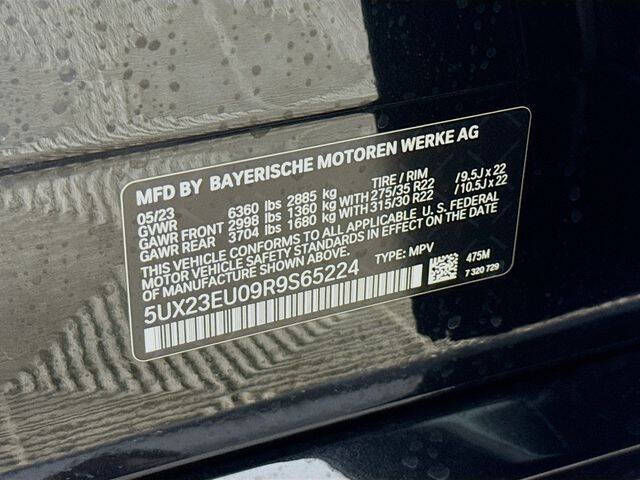 MFD BY BAYERISCHE MOTOREN WERKE AG
05/23 TIRE / RIM
GVWR 6360 lbs 2885 kg
GAWR FRONT 2998 lbs 1360 kg WITH 275/35 R22 / 9.5J x 22
GAWR REAR 3704 lbs 1680 kg WITH 315/30 R22 / 10.5J x 22
THIS VEHICLE CONFORMS TO ALL APPLICABLE U. S. FEDERAL
MOTOR VEHICLE SAFETY STANDARDS IN EFFECT ON THE DATE
OF MANUFACTURE SHOWN ABOVE.
5UX23EU09R9S65224 TYPE: MPV 475M
7 320 729